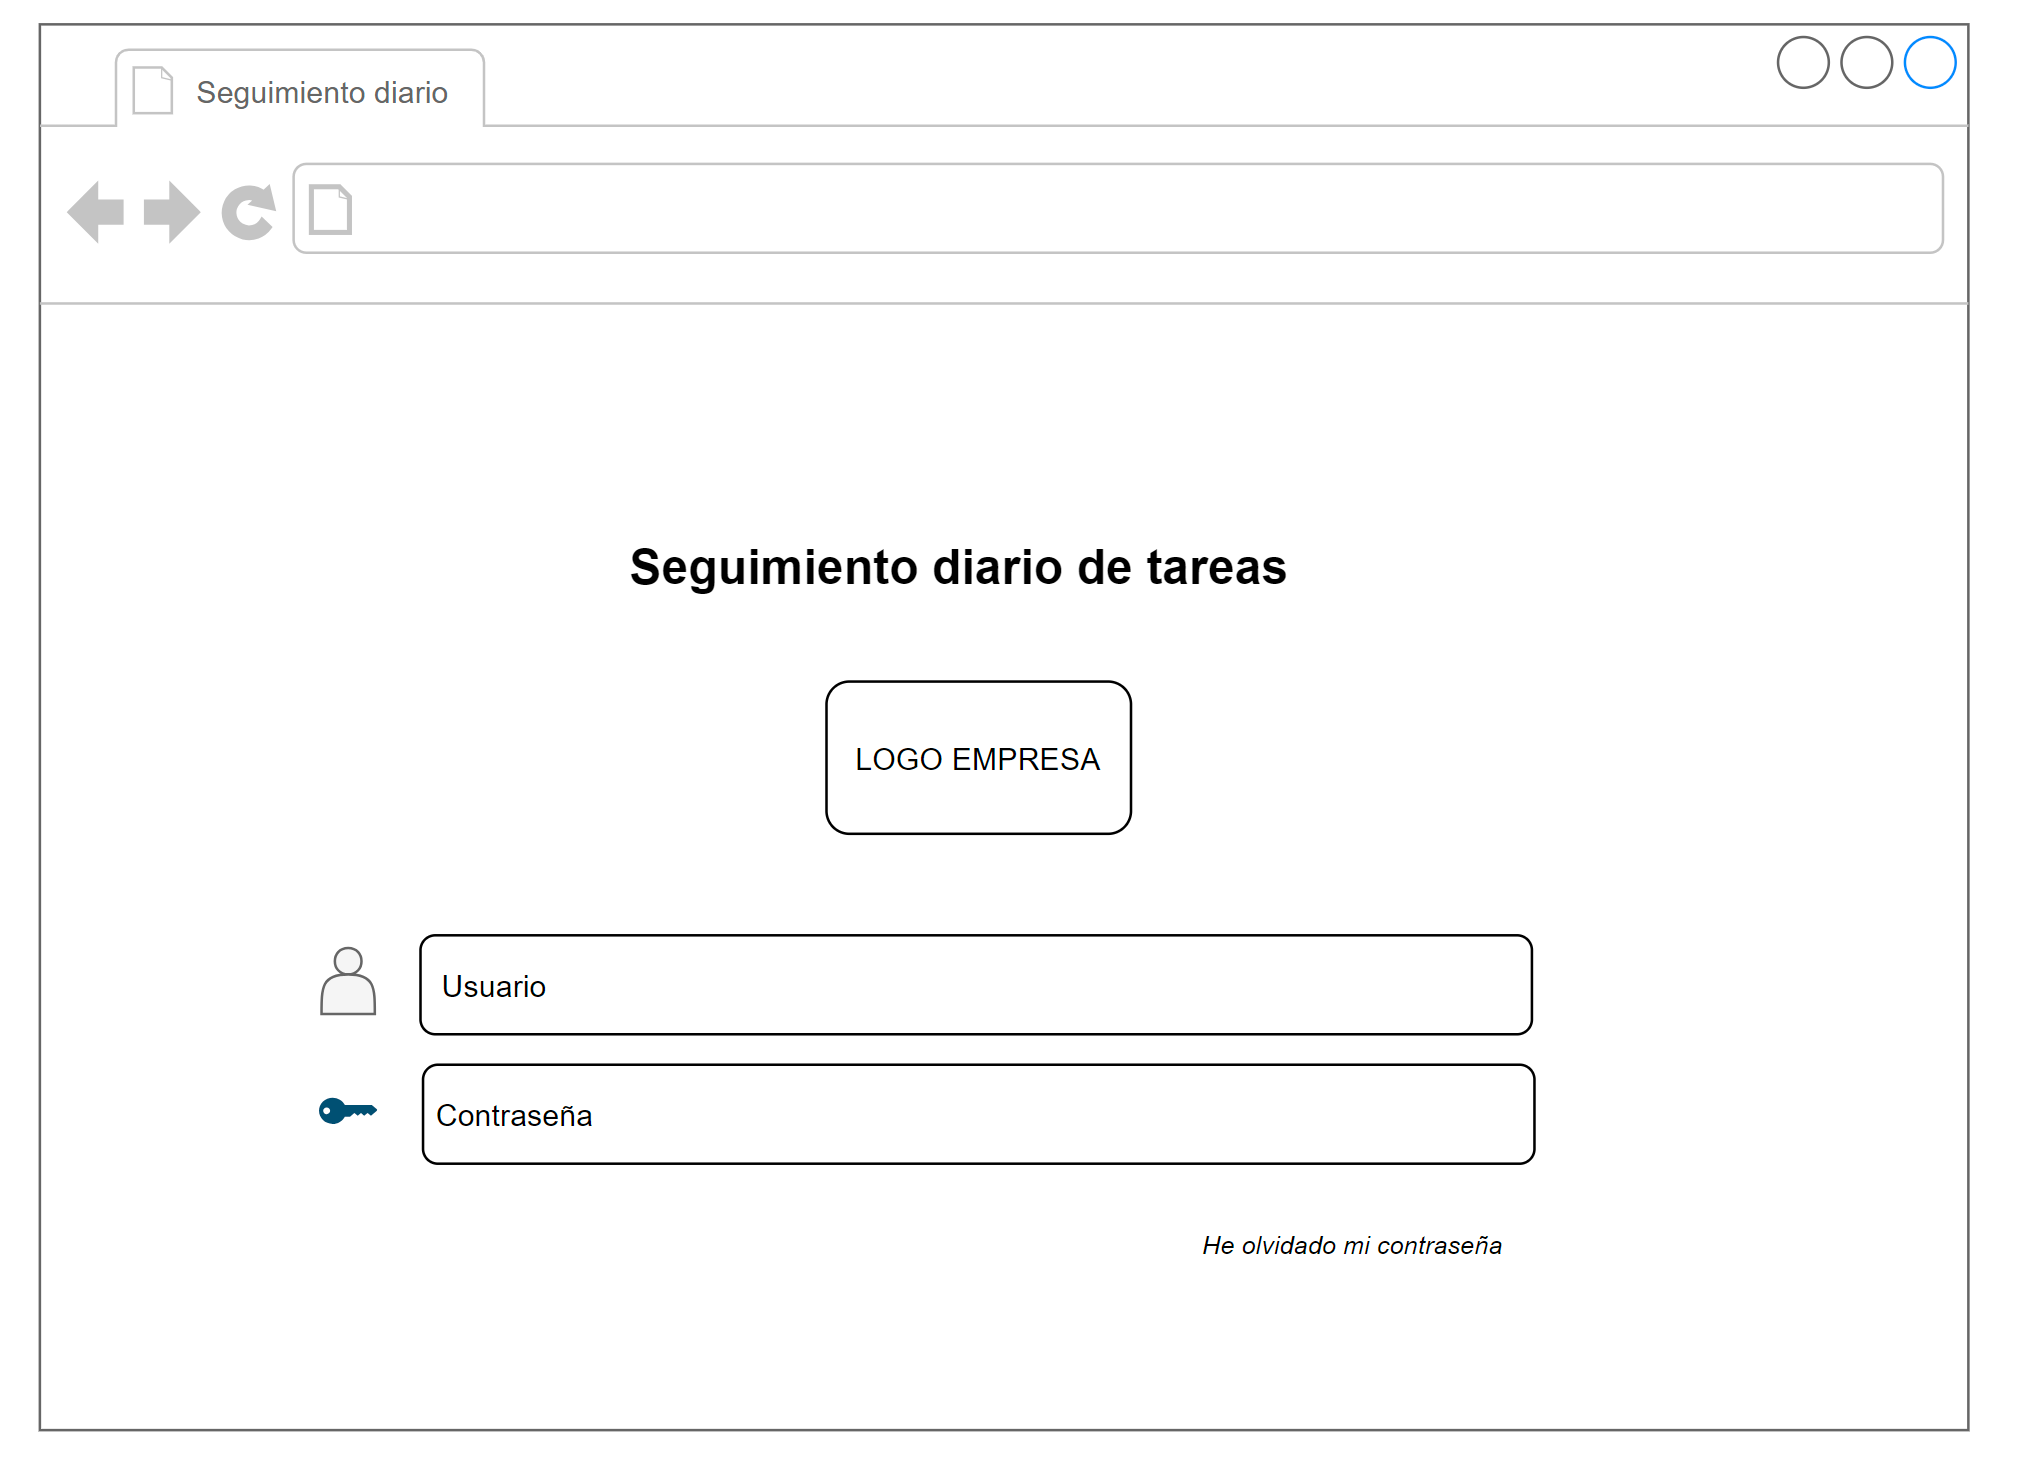 Seguimiento diario
Seguimiento diario de tareas
LOGO EMPRESA
Usuario
Contraseña
He olvidado mi contraseña